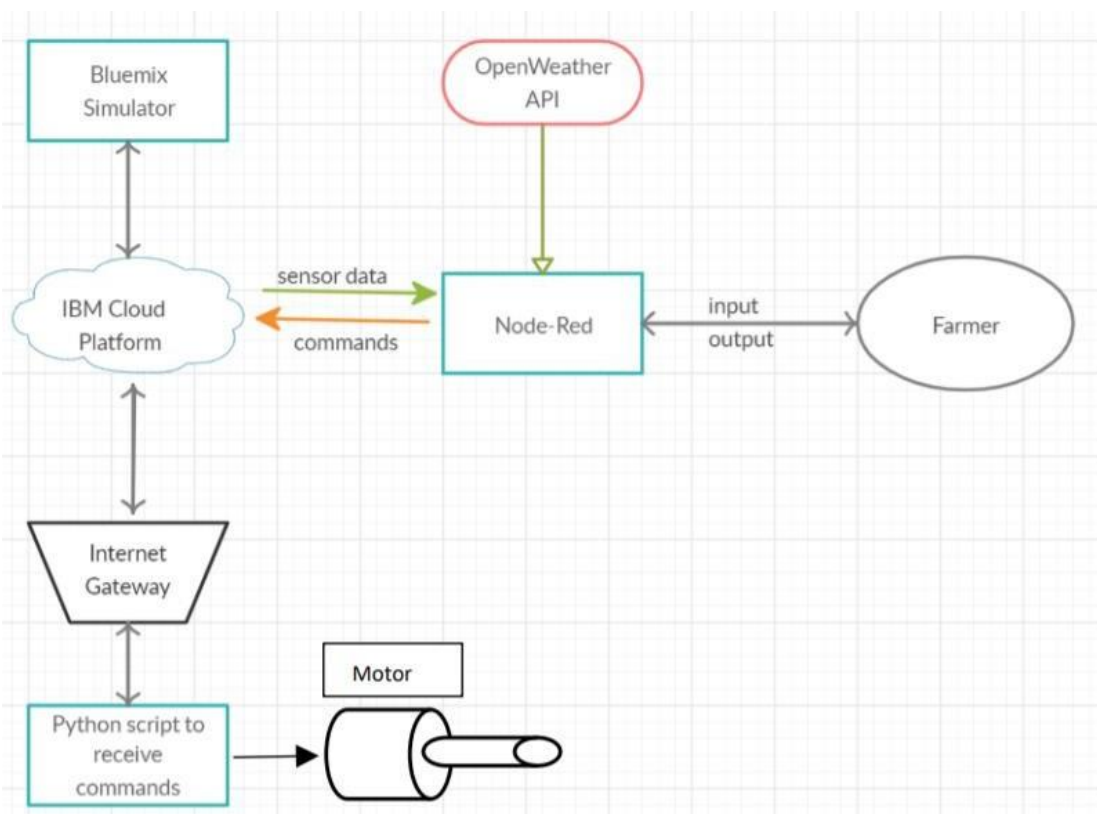 Bluemix
Simulator
OpenWeather
API
IBM Cloud
Platform
sensor data
commands
Node-Red
input
output
Farmer
Internet
Gateway
Python script to
receive
commands
Motor